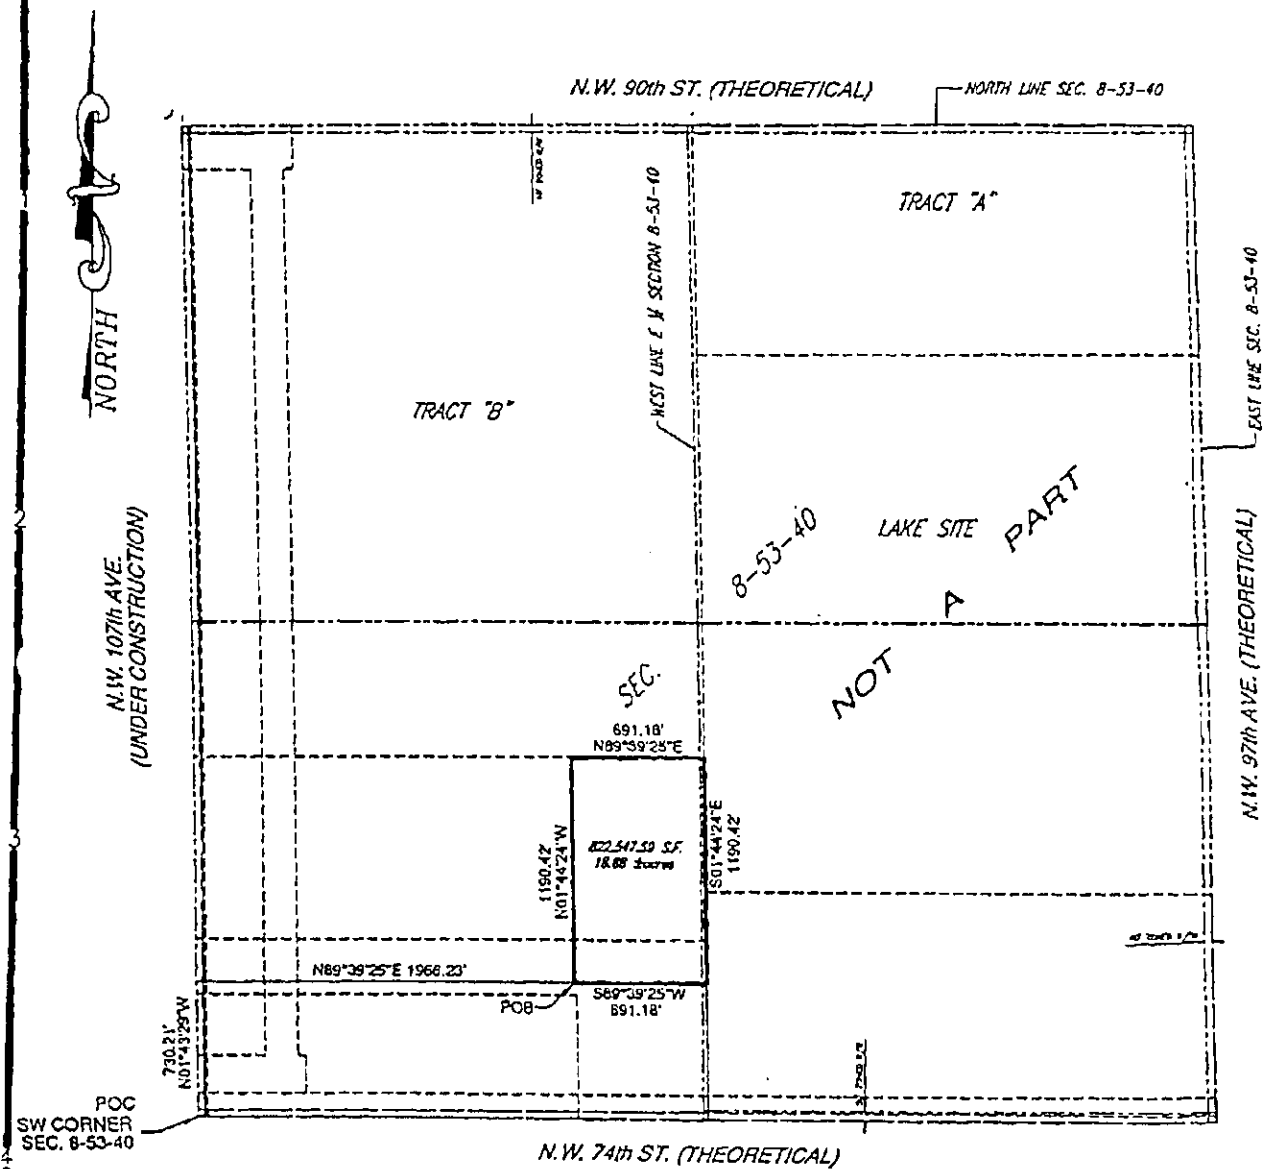 N.W. 90th ST. (THEORETICAL)
NORTH LINE SEC. 8-53-40
NORTH
TRACT "A"
WEST LINE E ½ SECTION 8-53-40
EAST LINE SEC. 8-53-40
TRACT "B"
8-53-40
LAKE SITE
NOT A PART
N.W. 107th AVE.
(UNDER CONSTRUCTION)
N.W. 97th AVE. (THEORETICAL)
SEC.
691.18'
N89°39'25"E
1190.42'
N01°44'24"W
822,547.59 S.F.
18.88 ±acres
S01°44'24"E
1190.42'
N89°39'25"E 1966.23'
S89°39'25"W
691.18'
POB
730.21'
N01°43'29"W
POC
SW CORNER
SEC. 8-53-40
N.W. 74th ST. (THEORETICAL)
2
3
4